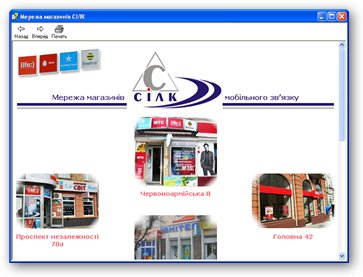 Мережа магазинів СІЛК
Назад Вперед Печать
life:) МТС
С
СІЛК
Мережа магазинів мобільного зв'язку
Червоноармійська 8
Проспект незалежності
78а
Головна 42